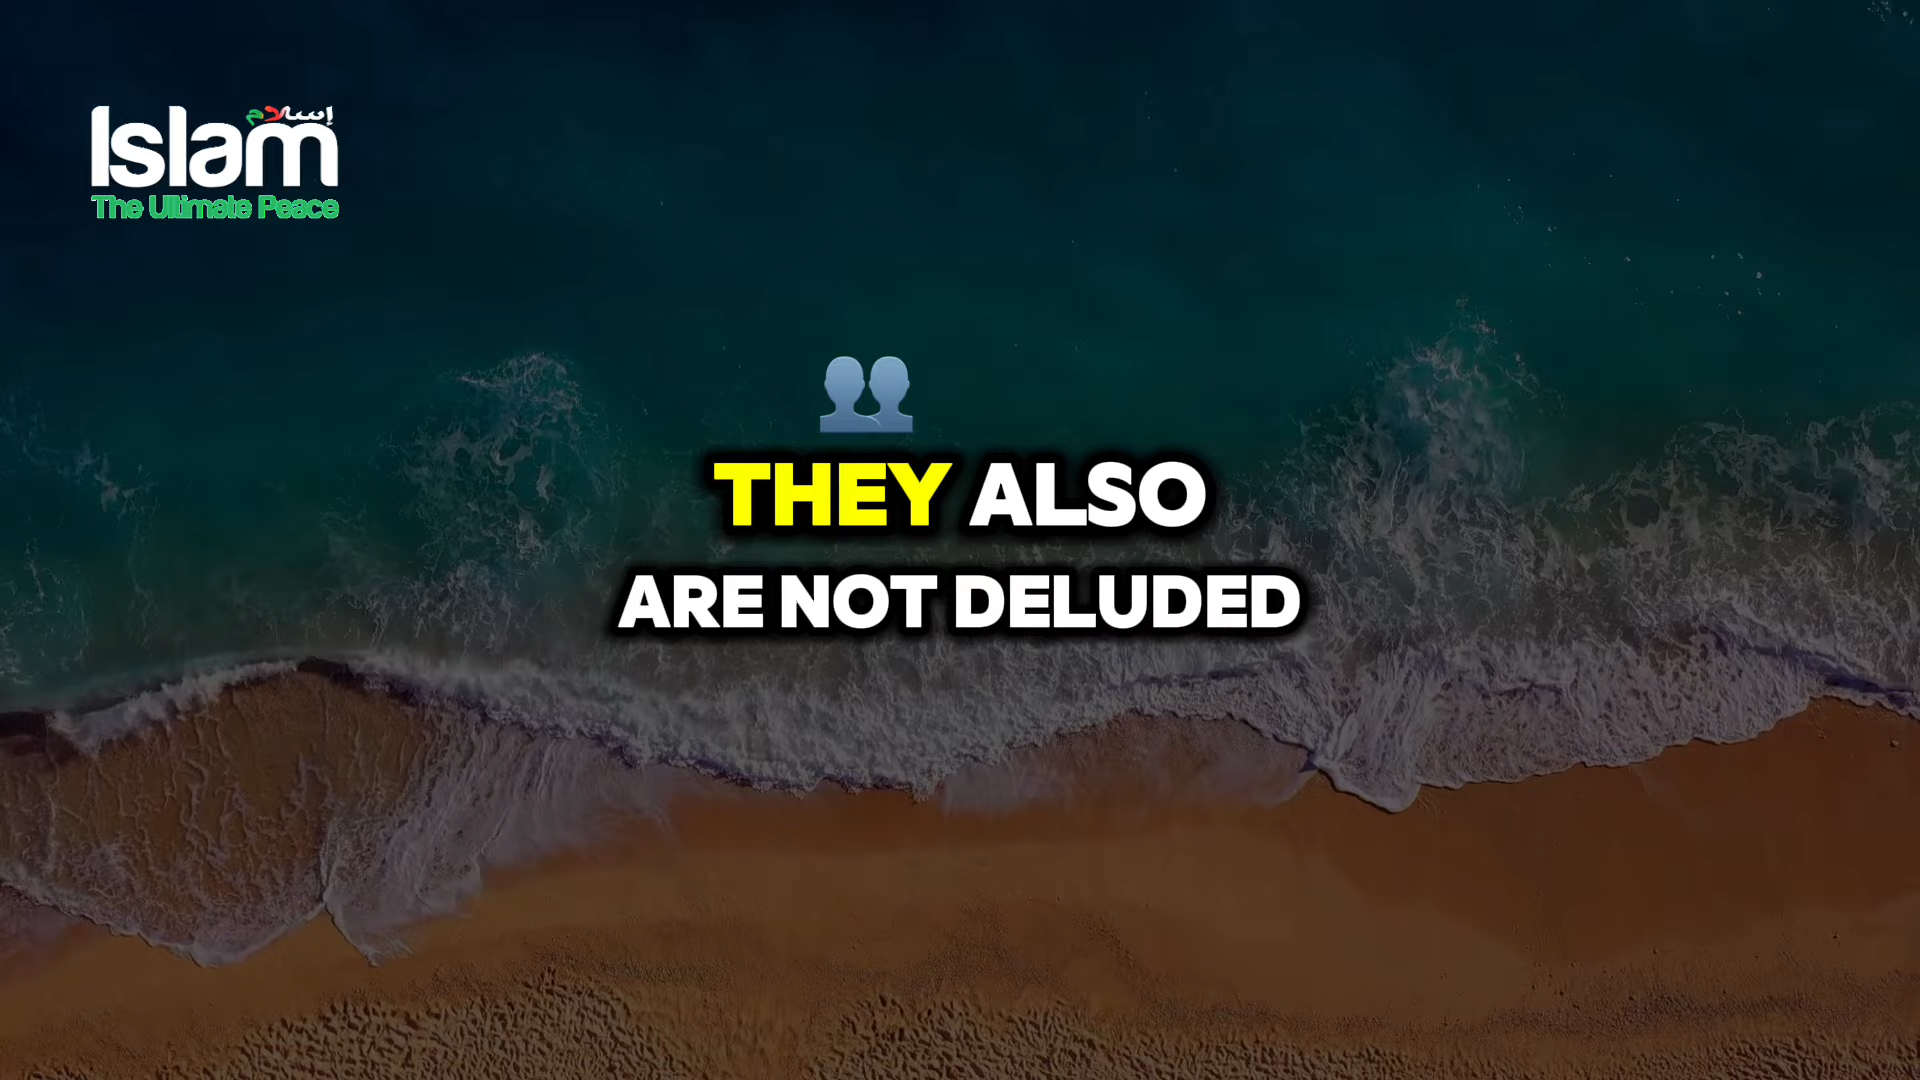 إسلام
Islam
The Ultimate Peace
THEY ALSO
ARE NOT DELUDED